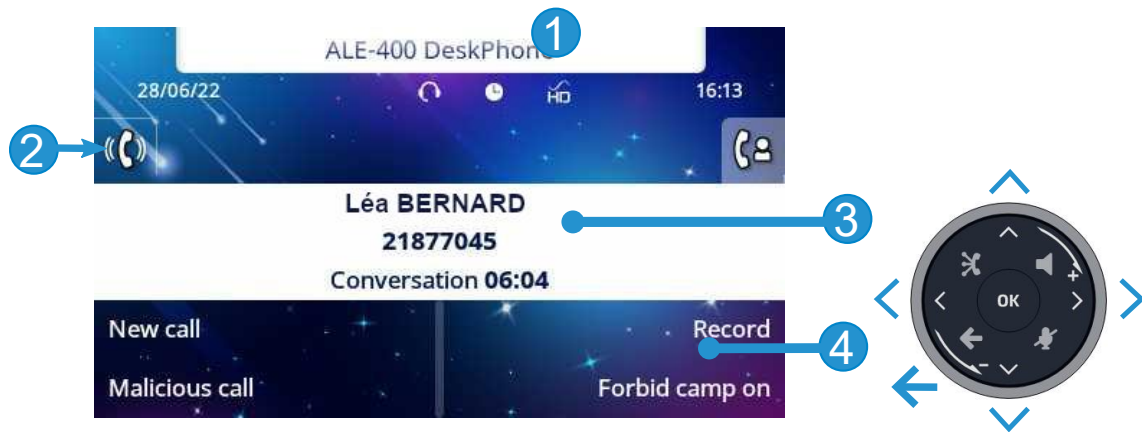 1
ALE-400 DeskPhone
28/06/22 HD 16:13
2
Léa BERNARD
3
21877045
Conversation 06:04
OK
New call Record
4
Malicious call Forbid camp on